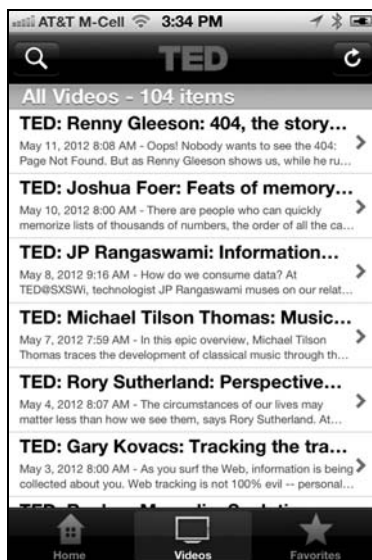 AT&T M-Cell 3:34 PM
TED
All Videos - 104 items
TED: Renny Gleeson: 404, the story...
May 11, 2012 8:08 AM - Oops! Nobody wants to see the 404:
Page Not Found. But as Renny Gleeson shows us, while he ru...
TED: Joshua Foer: Feats of memory...
May 10, 2012 8:00 AM - There are people who can quickly
memorize lists of thousands of numbers, the order of all the ca...
TED: JP Rangaswami: Information...
May 8, 2012 9:16 AM - How do we consume data? At
TED@SXSWi, technologist JP Rangaswami muses on our relat...
TED: Michael Tilson Thomas: Music...
May 7, 2012 7:59 AM - In this epic overview, Michael Tilson
Thomas traces the development of classical music through th...
TED: Rory Sutherland: Perspective...
May 4, 2012 8:07 AM - The circumstances of our lives may
matter less than how we see them, says Rory Sutherland. At...
TED: Gary Kovacs: Tracking the tra...
May 3, 2012 8:00 AM - As you surf the Web, information is being
collected about you. Web tracking is not 100% evil -- personal...
TED:
Home Videos Favorites